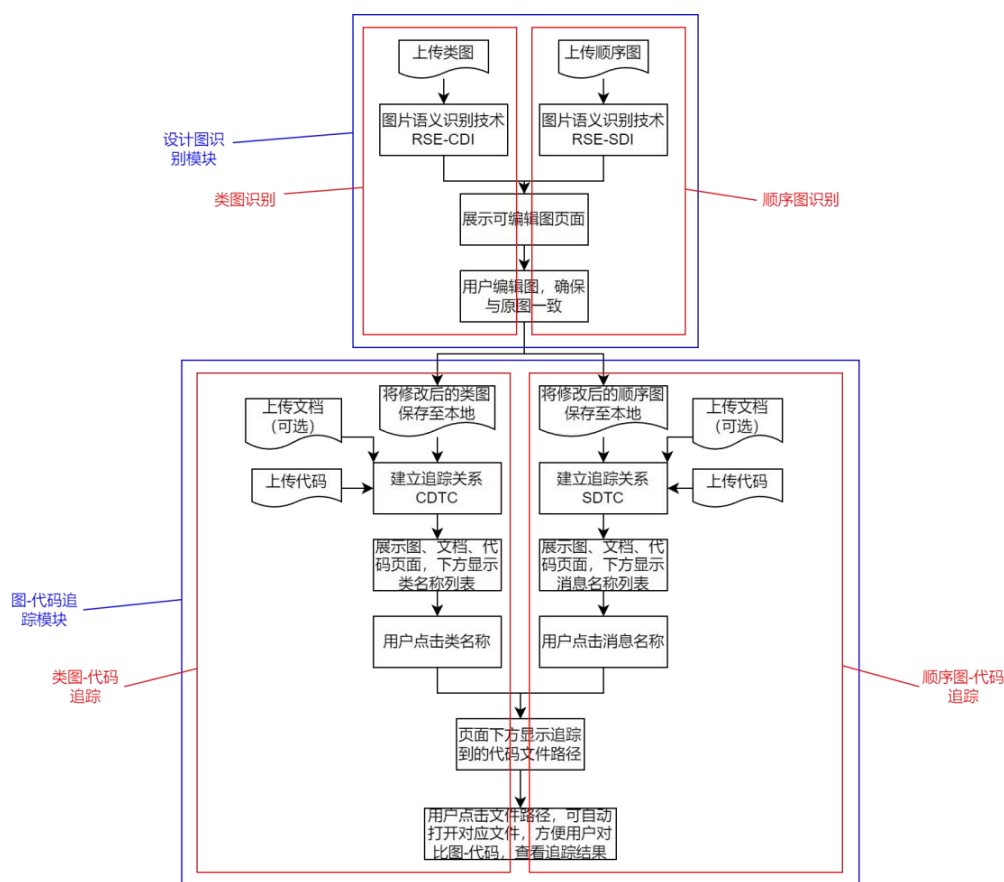 上传类图
上传顺序图
图片语义识别技术
RSE-CDI
图片语义识别技术
RSE-SDI
设计图识
别模块
类图识别
顺序图识别
展示可编辑图页面
用户编辑图，确保
与原图一致
将修改后的类图
保存至本地
将修改后的顺序图
保存至本地
上传文档
（可选）
上传文档
（可选）
上传代码
建立追踪关系
CDTC
建立追踪关系
SDTC
上传代码
展示图、文档、代
码页面，下方显示
类名称列表
展示图、文档、代
码页面，下方显示
消息名称列表
图-代码追
踪模块
用户点击类名称
用户点击消息名称
类图-代码
追踪
顺序图-代码
追踪
页面下方显示追踪
到的代码文件路径
用户点击文件路径，可自动
打开对应文件，方便用户对
比图-代码，查看追踪结果